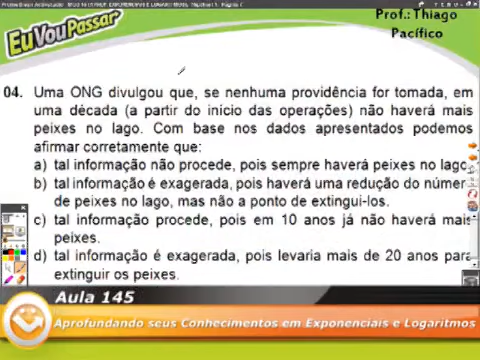 Prof.: Thiago
Pacífico
EuVouPassar
04. Uma ONG divulgou que, se nenhuma providência for tomada, em
uma década (a partir do início das operações) não haverá mais
peixes no lago. Com base nos dados apresentados podemos
afirmar corretamente que:
a) tal informação não procede, pois sempre haverá peixes no lago
b) tal informação é exagerada, pois haverá uma redução do númer
de peixes no lago, mas não a ponto de extingui-los.
c) tal informação procede, pois em 10 anos já não haverá mais
peixes.
d) tal informação é exagerada, pois levaria mais de 20 anos para
extinguir os peixes.
Aula 145
Aprofundando seus Conhecimentos em Exponenciais e Logaritmos